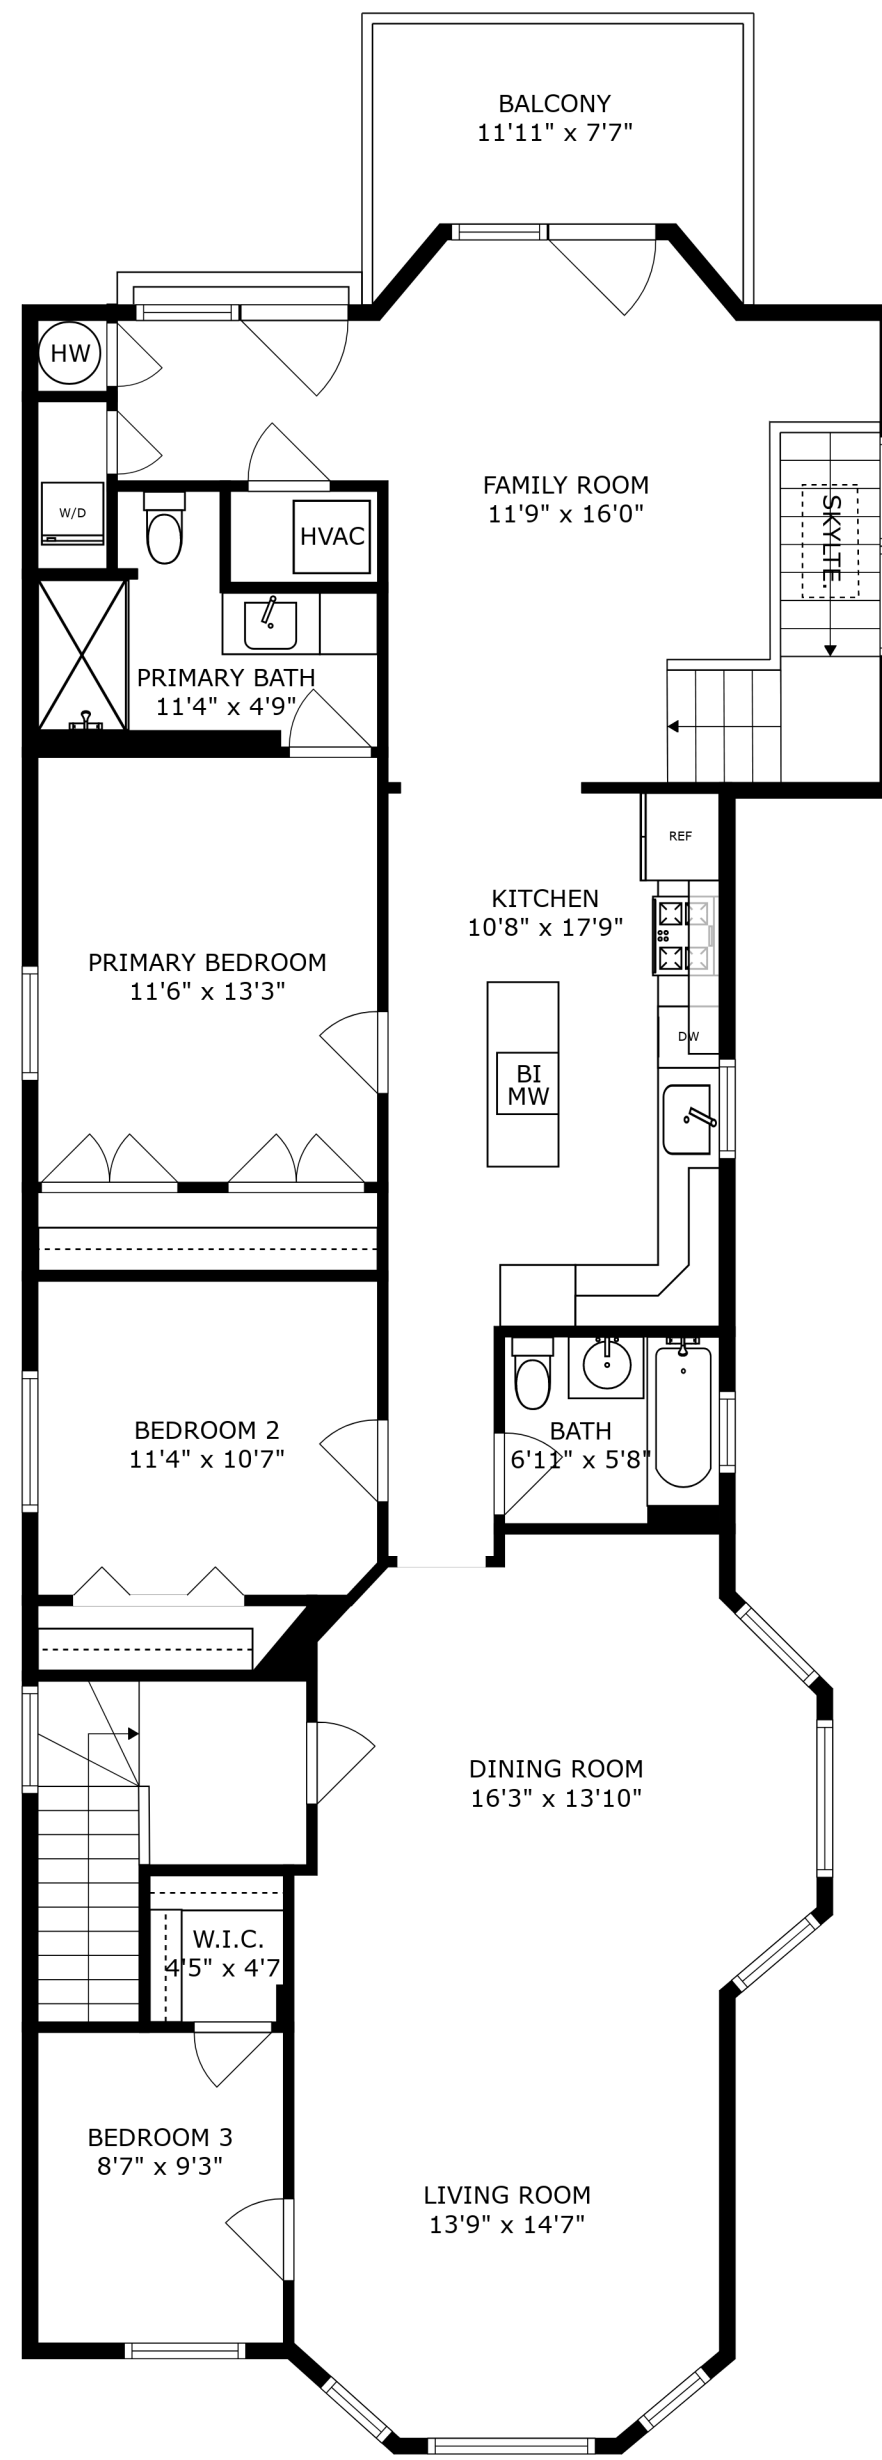 BALCONY
11'11" x 7'7"
HW
W/D
HVAC
FAMILY ROOM
11'9" x 16'0"
SKYLTE.
PRIMARY BATH
11'4" x 4'9"
REF
KITCHEN
10'8" x 17'9"
PRIMARY BEDROOM
11'6" x 13'3"
DW
BI
MW
BEDROOM 2
11'4" x 10'7"
BATH
6'11" x 5'8"
DINING ROOM
16'3" x 13'10"
W.I.C.
4'5" x 4'7
BEDROOM 3
8'7" x 9'3"
LIVING ROOM
13'9" x 14'7"